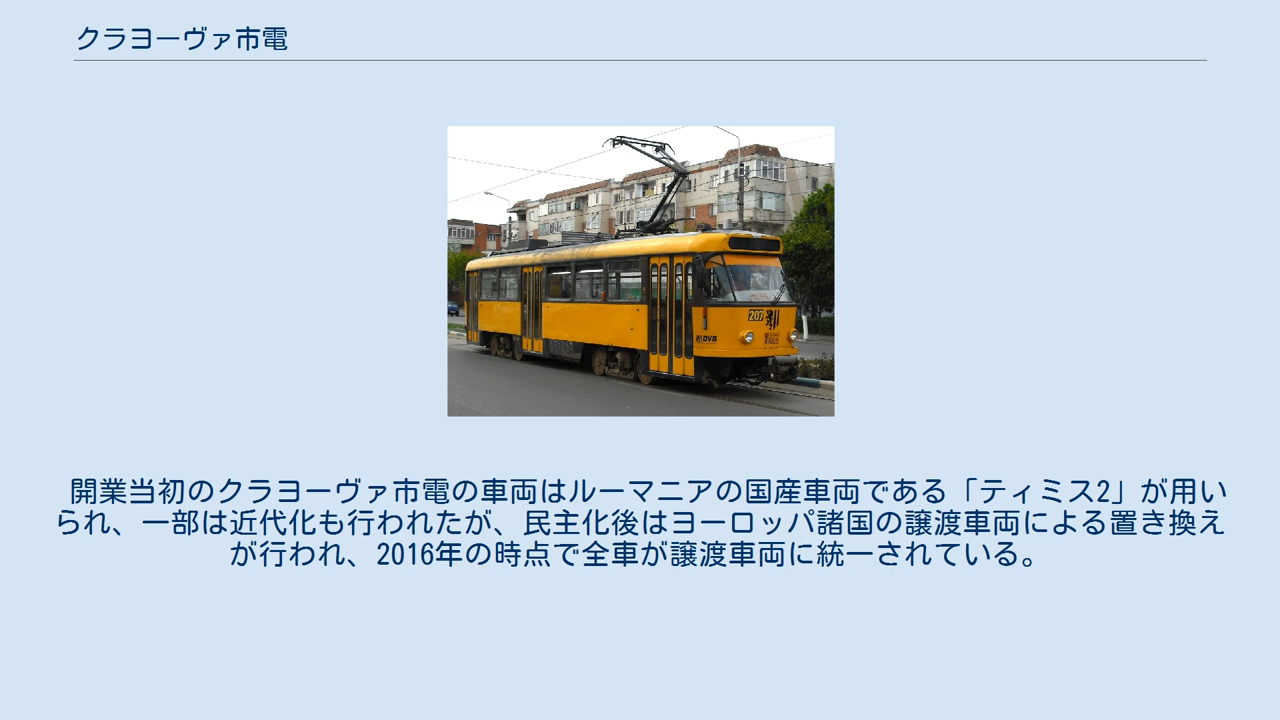 クラヨーヴァ市電
207
DVB
開業当初のクラヨーヴァ市電の車両はルーマニアの国産車両である「ティミス2」が用い
られ、一部は近代化も行われたが、民主化後はヨーロッパ諸国の譲渡車両による置き換え
が行われ、2016年の時点で全車が譲渡車両に統一されている。